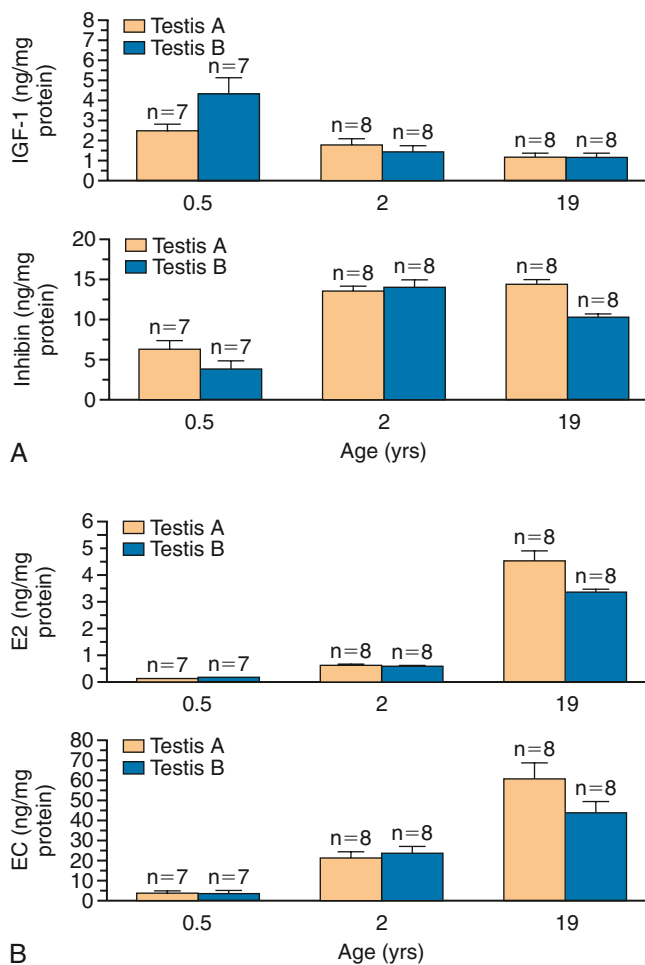 IGF-1 (ng/mg protein)
8
7
6
5
4
3
2
1
0
Testis A
Testis B
n=7
n=7
n=8
n=8
n=8
n=8
0.5
2
19
Inhibin (ng/mg protein)
20
15
10
5
0
Testis A
Testis B
n=7
n=7
n=8
n=8
n=8
n=8
0.5
2
19
Age (yrs)
A
E2 (ng/mg protein)
6
5
4
3
2
1
0
Testis A
Testis B
n=7
n=7
n=8
n=8
n=8
n=8
0.5
2
19
EC (ng/mg protein)
80
70
60
50
40
30
20
10
0
Testis A
Testis B
n=7
n=7
n=8
n=8
n=8
n=8
0.5
2
19
Age (yrs)
B